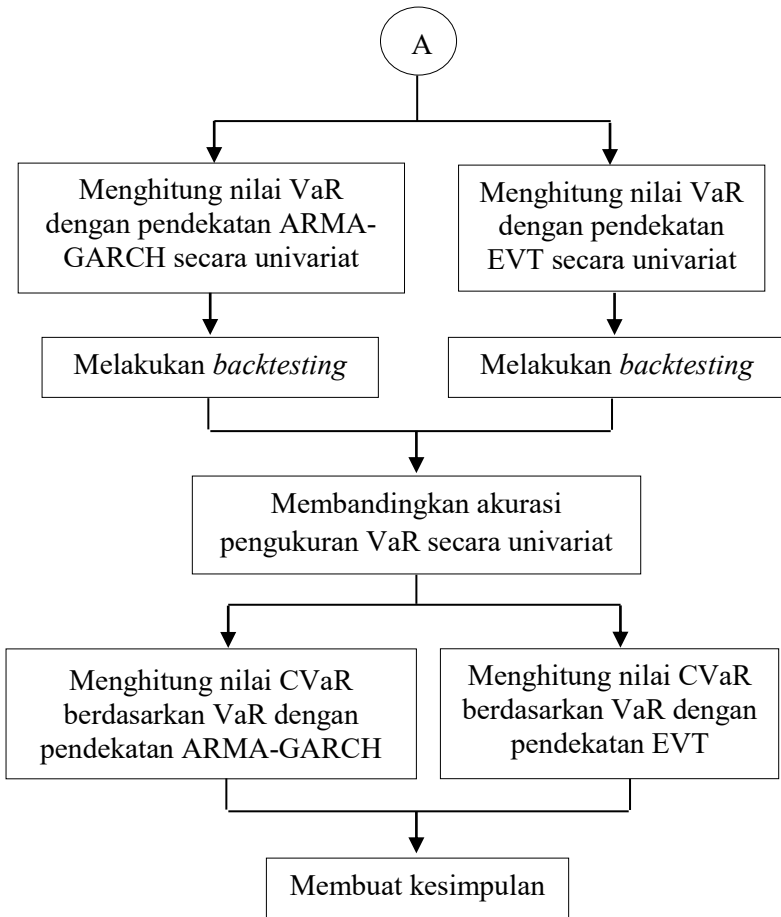 A
Menghitung nilai VaR
dengan pendekatan ARMA-
GARCH secara univariat
Menghitung nilai VaR
dengan pendekatan
EVT secara univariat
Melakukan backtesting
Melakukan backtesting
Membandingkan akurasi
pengukuran VaR secara univariat
Menghitung nilai CVaR
berdasarkan VaR dengan
pendekatan ARMA-GARCH
Menghitung nilai CVaR
berdasarkan VaR dengan
pendekatan EVT
Membuat kesimpulan